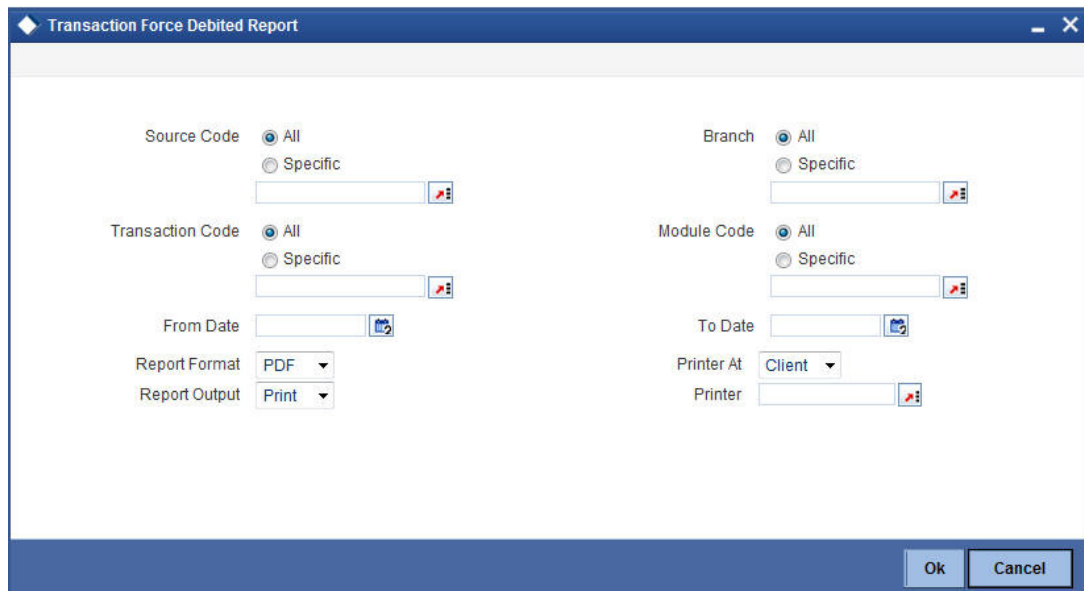 Transaction Force Debited Report
Source Code All
Specific
Branch All
Specific
Transaction Code All
Specific
Module Code All
Specific
From Date
To Date
Report Format PDF
Printer At Client
Report Output Print
Printer
Ok Cancel